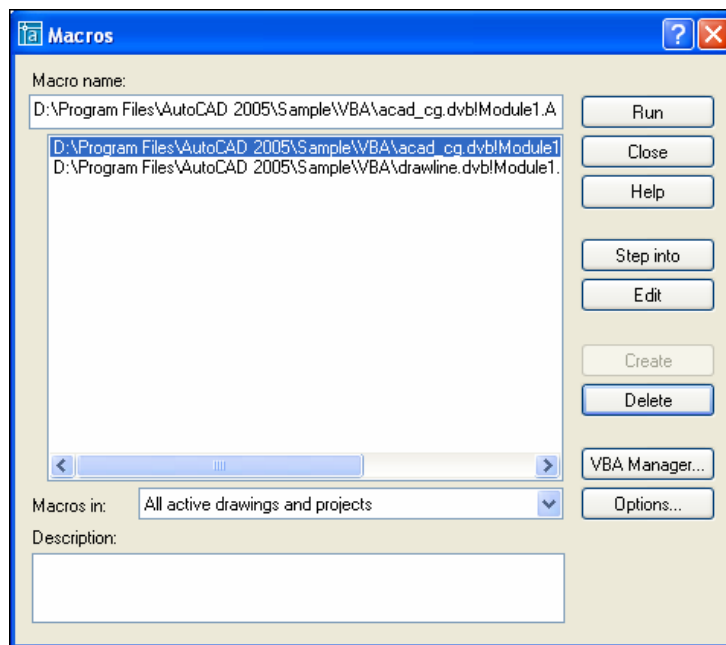 Macros
Macro name:
D:\Program Files\AutoCAD 2005\Sample\VBA\acad_cg.dvb!Module1.A
Run
D:\Program Files\AutoCAD 2005\Sample\VBA\acad_cg.dvb!Module1
Close
D:\Program Files\AutoCAD 2005\Sample\VBA\drawline.dvb!Module1.
Help
Step into
Edit
Create
Delete
VBA Manager...
Macros in:
All active drawings and projects
Options...
Description: